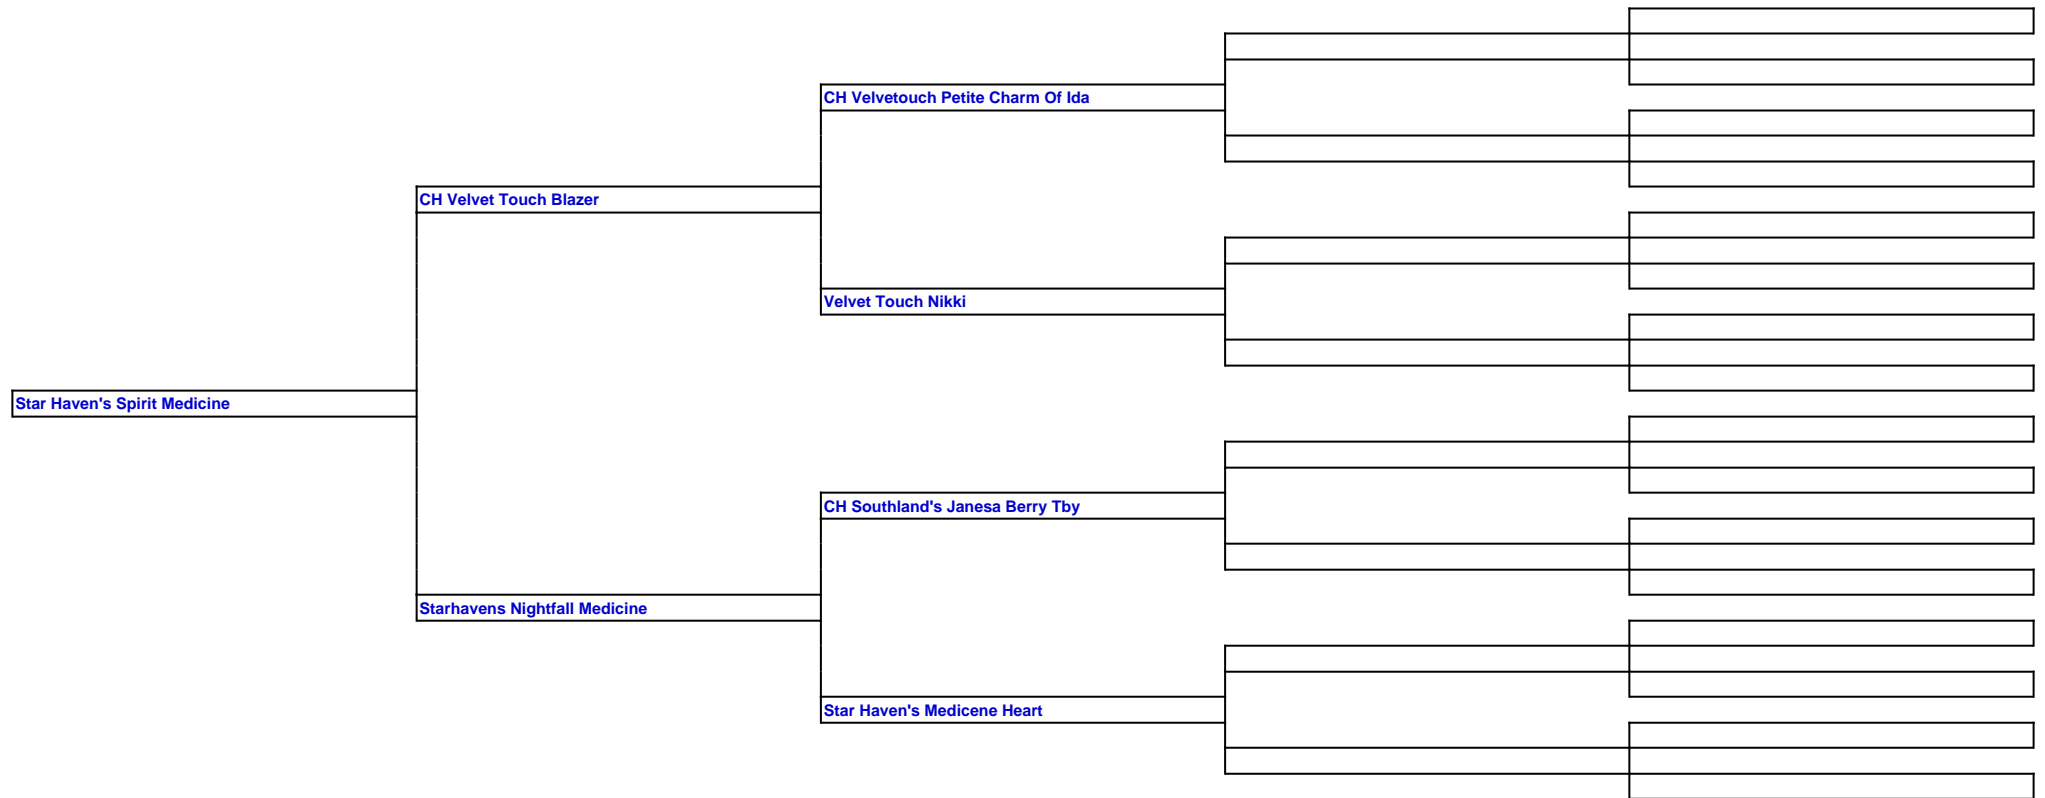 CH Velvetouch Petite Charm Of Ida
CH Velvet Touch Blazer
Velvet Touch Nikki
Star Haven's Spirit Medicine
CH Southland's Janesa Berry Tby
Starhavens Nightfall Medicine
Star Haven's Medicene Heart